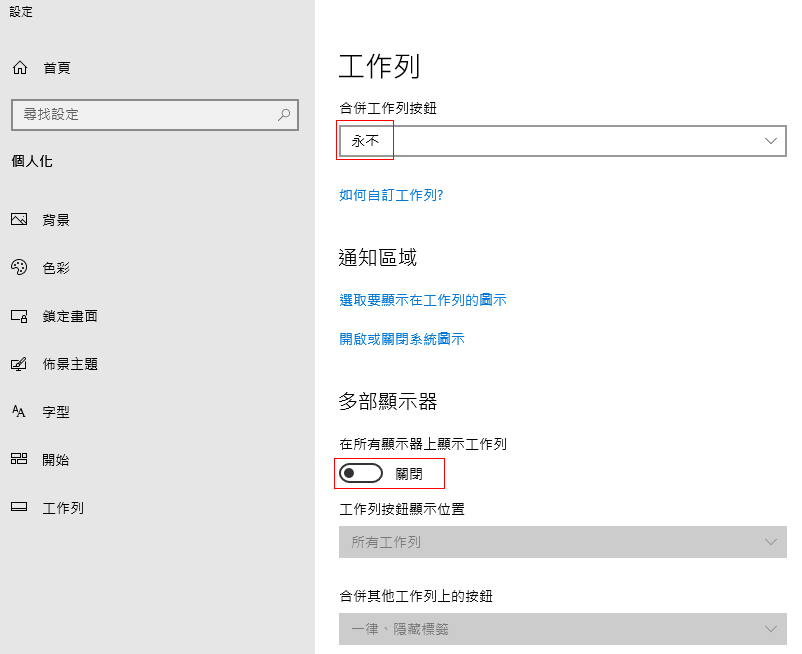 設定
首頁
尋找設定
個人化
背景
色彩
鎖定畫面
佈景主題
字型
開始
工作列
工作列
合併工作列按鈕
永不
如何自訂工作列?
通知區域
選取要顯示在工作列的圖示
開啟或關閉系統圖示
多部顯示器
在所有顯示器上顯示工作列
關閉
工作列按鈕顯示位置
所有工作列
合併其他工作列上的按鈕
一律、隱藏標籤